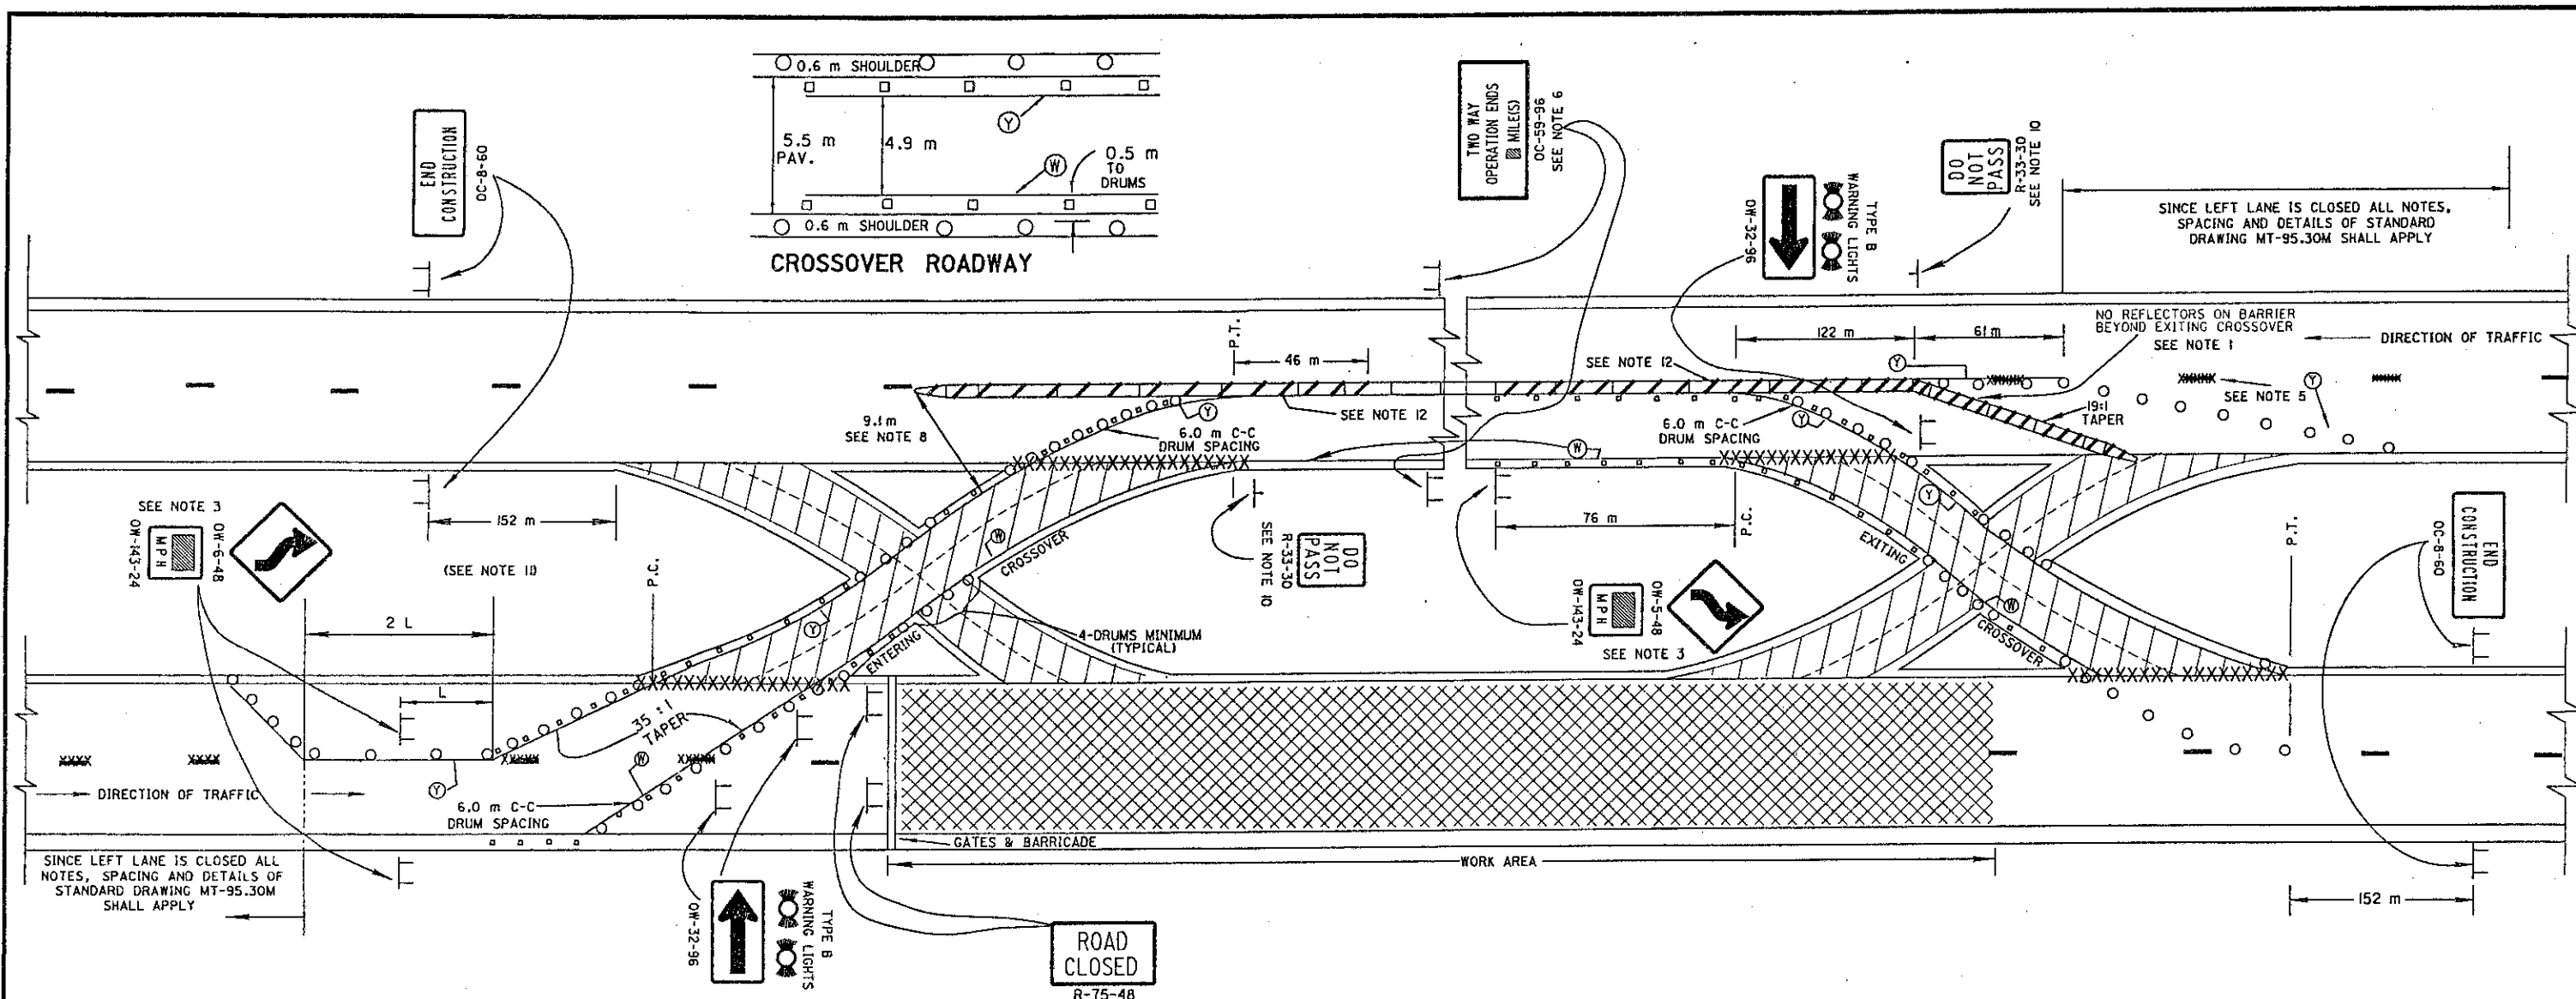 0.6 m SHOULDER
5.5 m
PAV.
4.9 m
Y
W
0.5 m
TO
DRUMS
0.6 m SHOULDER
CROSSOVER ROADWAY
END
CONSTRUCTION
OC-8-60
TWO WAY
OPERATION ENDS
MILE(S)
OC-59-96
SEE NOTE 6
TYPE B
WARNING LIGHTS
OW-32-96
DO
NOT
PASS
R-33-30
SEE NOTE 10
SINCE LEFT LANE IS CLOSED ALL NOTES,
SPACING AND DETAILS OF STANDARD
DRAWING MT-95.30M SHALL APPLY
P.T.
46 m
122 m
61 m
NO REFLECTORS ON BARRIER
BEYOND EXITING CROSSOVER
SEE NOTE 1
DIRECTION OF TRAFFIC
SEE NOTE 12
SEE NOTE 12
Y
Y
SEE NOTE 5
19:1
TAPER
9.1 m
SEE NOTE 8
Y
6.0 m C-C
DRUM SPACING
6.0 m C-C
DRUM SPACING
Y
W
152 m
SEE NOTE 3
OW-6-48
MPH
OW-143-24
(SEE NOTE 11)
P.C.
W
CROSSOVER
SEE NOTE 10
R-33-30
DO
NOT
PASS
76 m
P.C.
EXITING
Y
P.T.
END
CONSTRUCTION
OC-8-60
2 L
L
Y
ENTERING
4-DRUMS MINIMUM
(TYPICAL)
OW-5-48
MPH
OW-143-24
SEE NOTE 3
W
CROSSOVER
35 : 1
TAPER
W
XXXX
XXXX
XXXXX
XXXXX
DIRECTION OF TRAFFIC
Y
6.0 m C-C
DRUM SPACING
GATES & BARRICADE
WORK AREA
SINCE LEFT LANE IS CLOSED ALL
NOTES, SPACING AND DETAILS OF
STANDARD DRAWING MT-95.30M
SHALL APPLY
TYPE B
WARNING LIGHTS
OW-32-96
ROAD
CLOSED
R-75-48
152 m